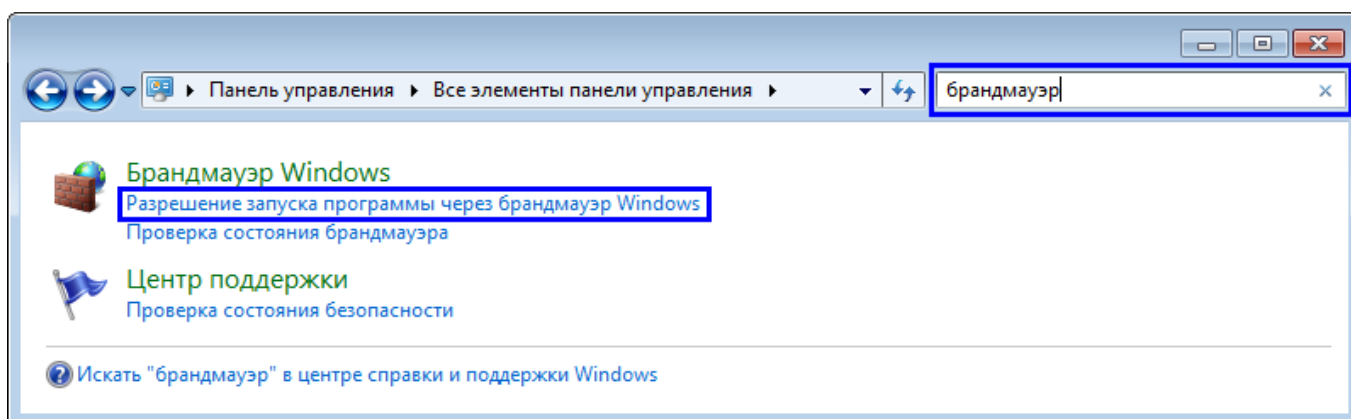 Панель управления Все элементы панели управления брандмауэр
Брандмауэр Windows
Разрешение запуска программы через брандмауэр Windows
Проверка состояния брандмауэра
Центр поддержки
Проверка состояния безопасности
Искать "брандмауэр" в центре справки и поддержки Windows